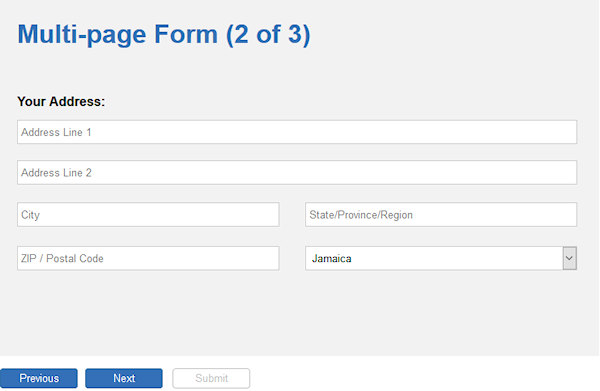 Multi-page Form (2 of 3)
Your Address:
Address Line 1
Address Line 2
City
State/Province/Region
ZIP / Postal Code
Jamaica
Previous
Next
Submit